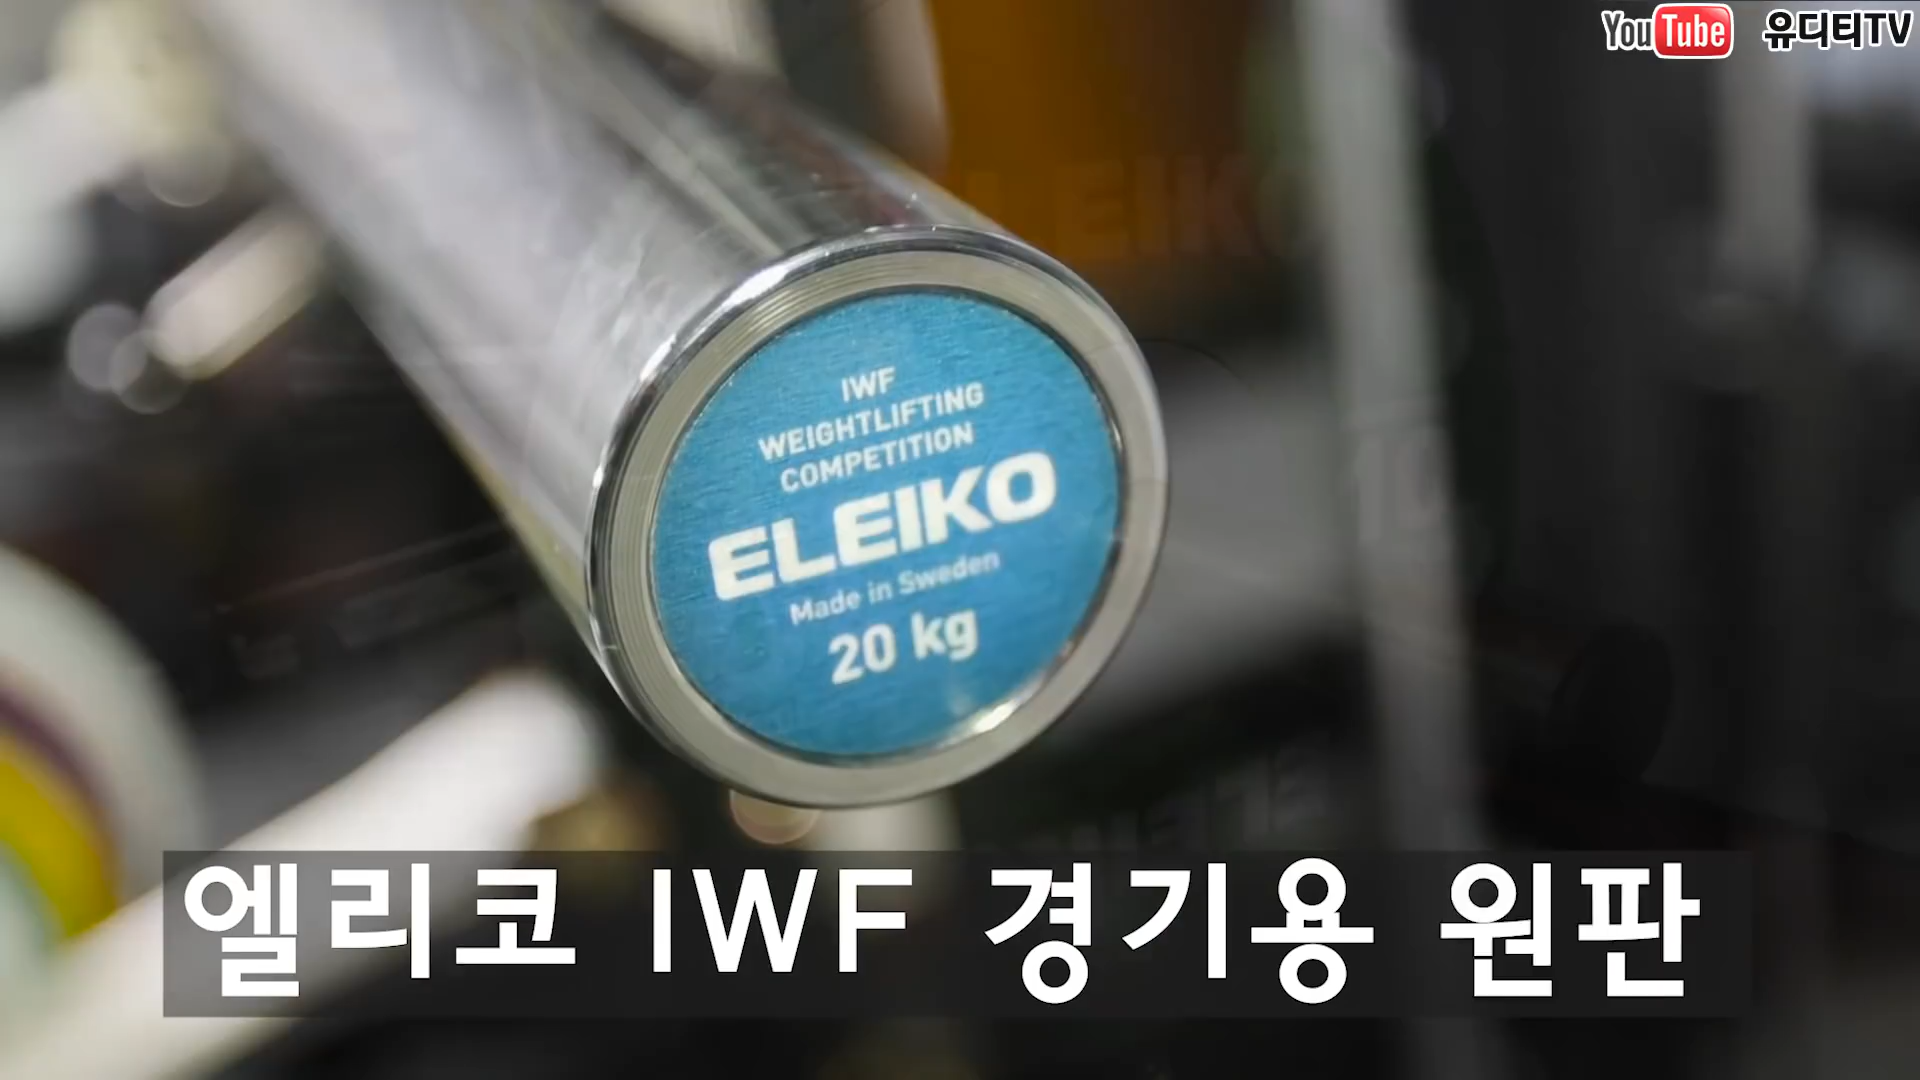 YouTube 유디티TV
IWF
WEIGHTLIFTING
COMPETITION
ELEIKO
Made in Sweden
20 kg
엘리코 IWF 경기용 원판